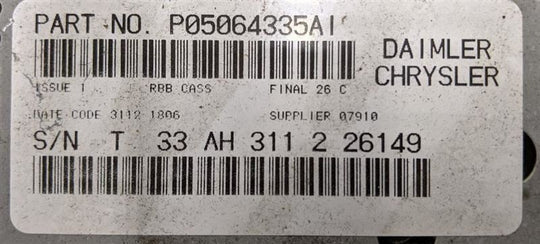 PART NO. P05064335AI
DAIMLER
CHRYSLER
ISSUE 1 RBB CASS FINAL 26 C
DATE CODE 3112 1806 SUPPLIER 07910
S/N T 33 AH 311 2 26149